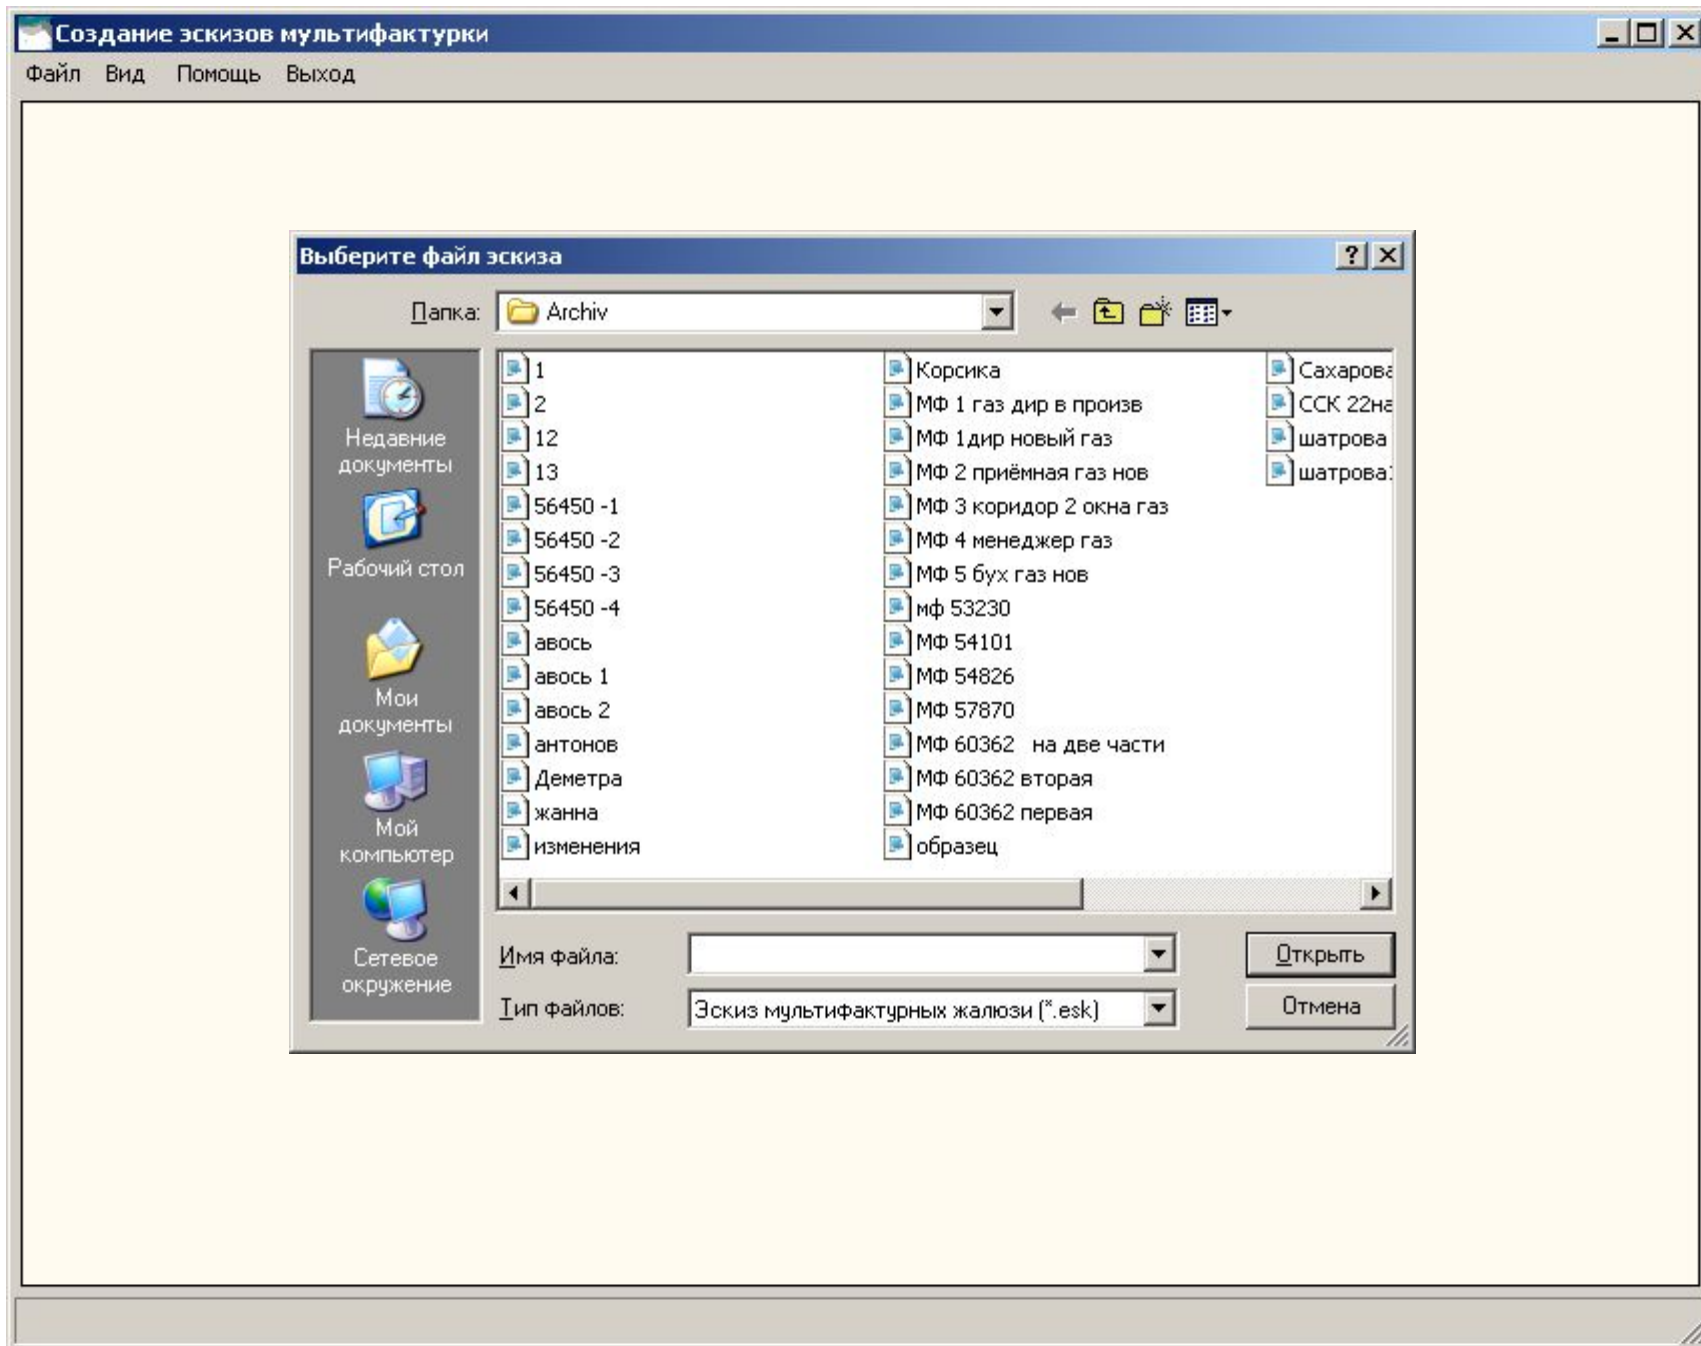 Создание эскизов мультифактурки
Файл Вид Помощь Выход
Выберите файл эскиза
Папка: Archiv
Недавние
документы
Рабочий стол
Мои
документы
Мой
компьютер
Сетевое
окружение
1
2
12
13
56450 -1
56450 -2
56450 -3
56450 -4
авось
авось 1
авось 2
антонов
Деметра
жанна
изменения
Корсика
МФ 1 газ дир в произв
МФ 1дир новый газ
МФ 2 приёмная газ нов
МФ 3 коридор 2 окна газ
МФ 4 менеджер газ
МФ 5 бух газ нов
мф 53230
МФ 54101
МФ 54826
МФ 57870
МФ 60362 на две части
МФ 60362 вторая
МФ 60362 первая
образец
Сахарова
ССК 22на
шатрова
шатрова1
Имя файла:
Открыть
Тип файлов: Эскиз мультифактурных жалюзи (*.esk)
Отмена